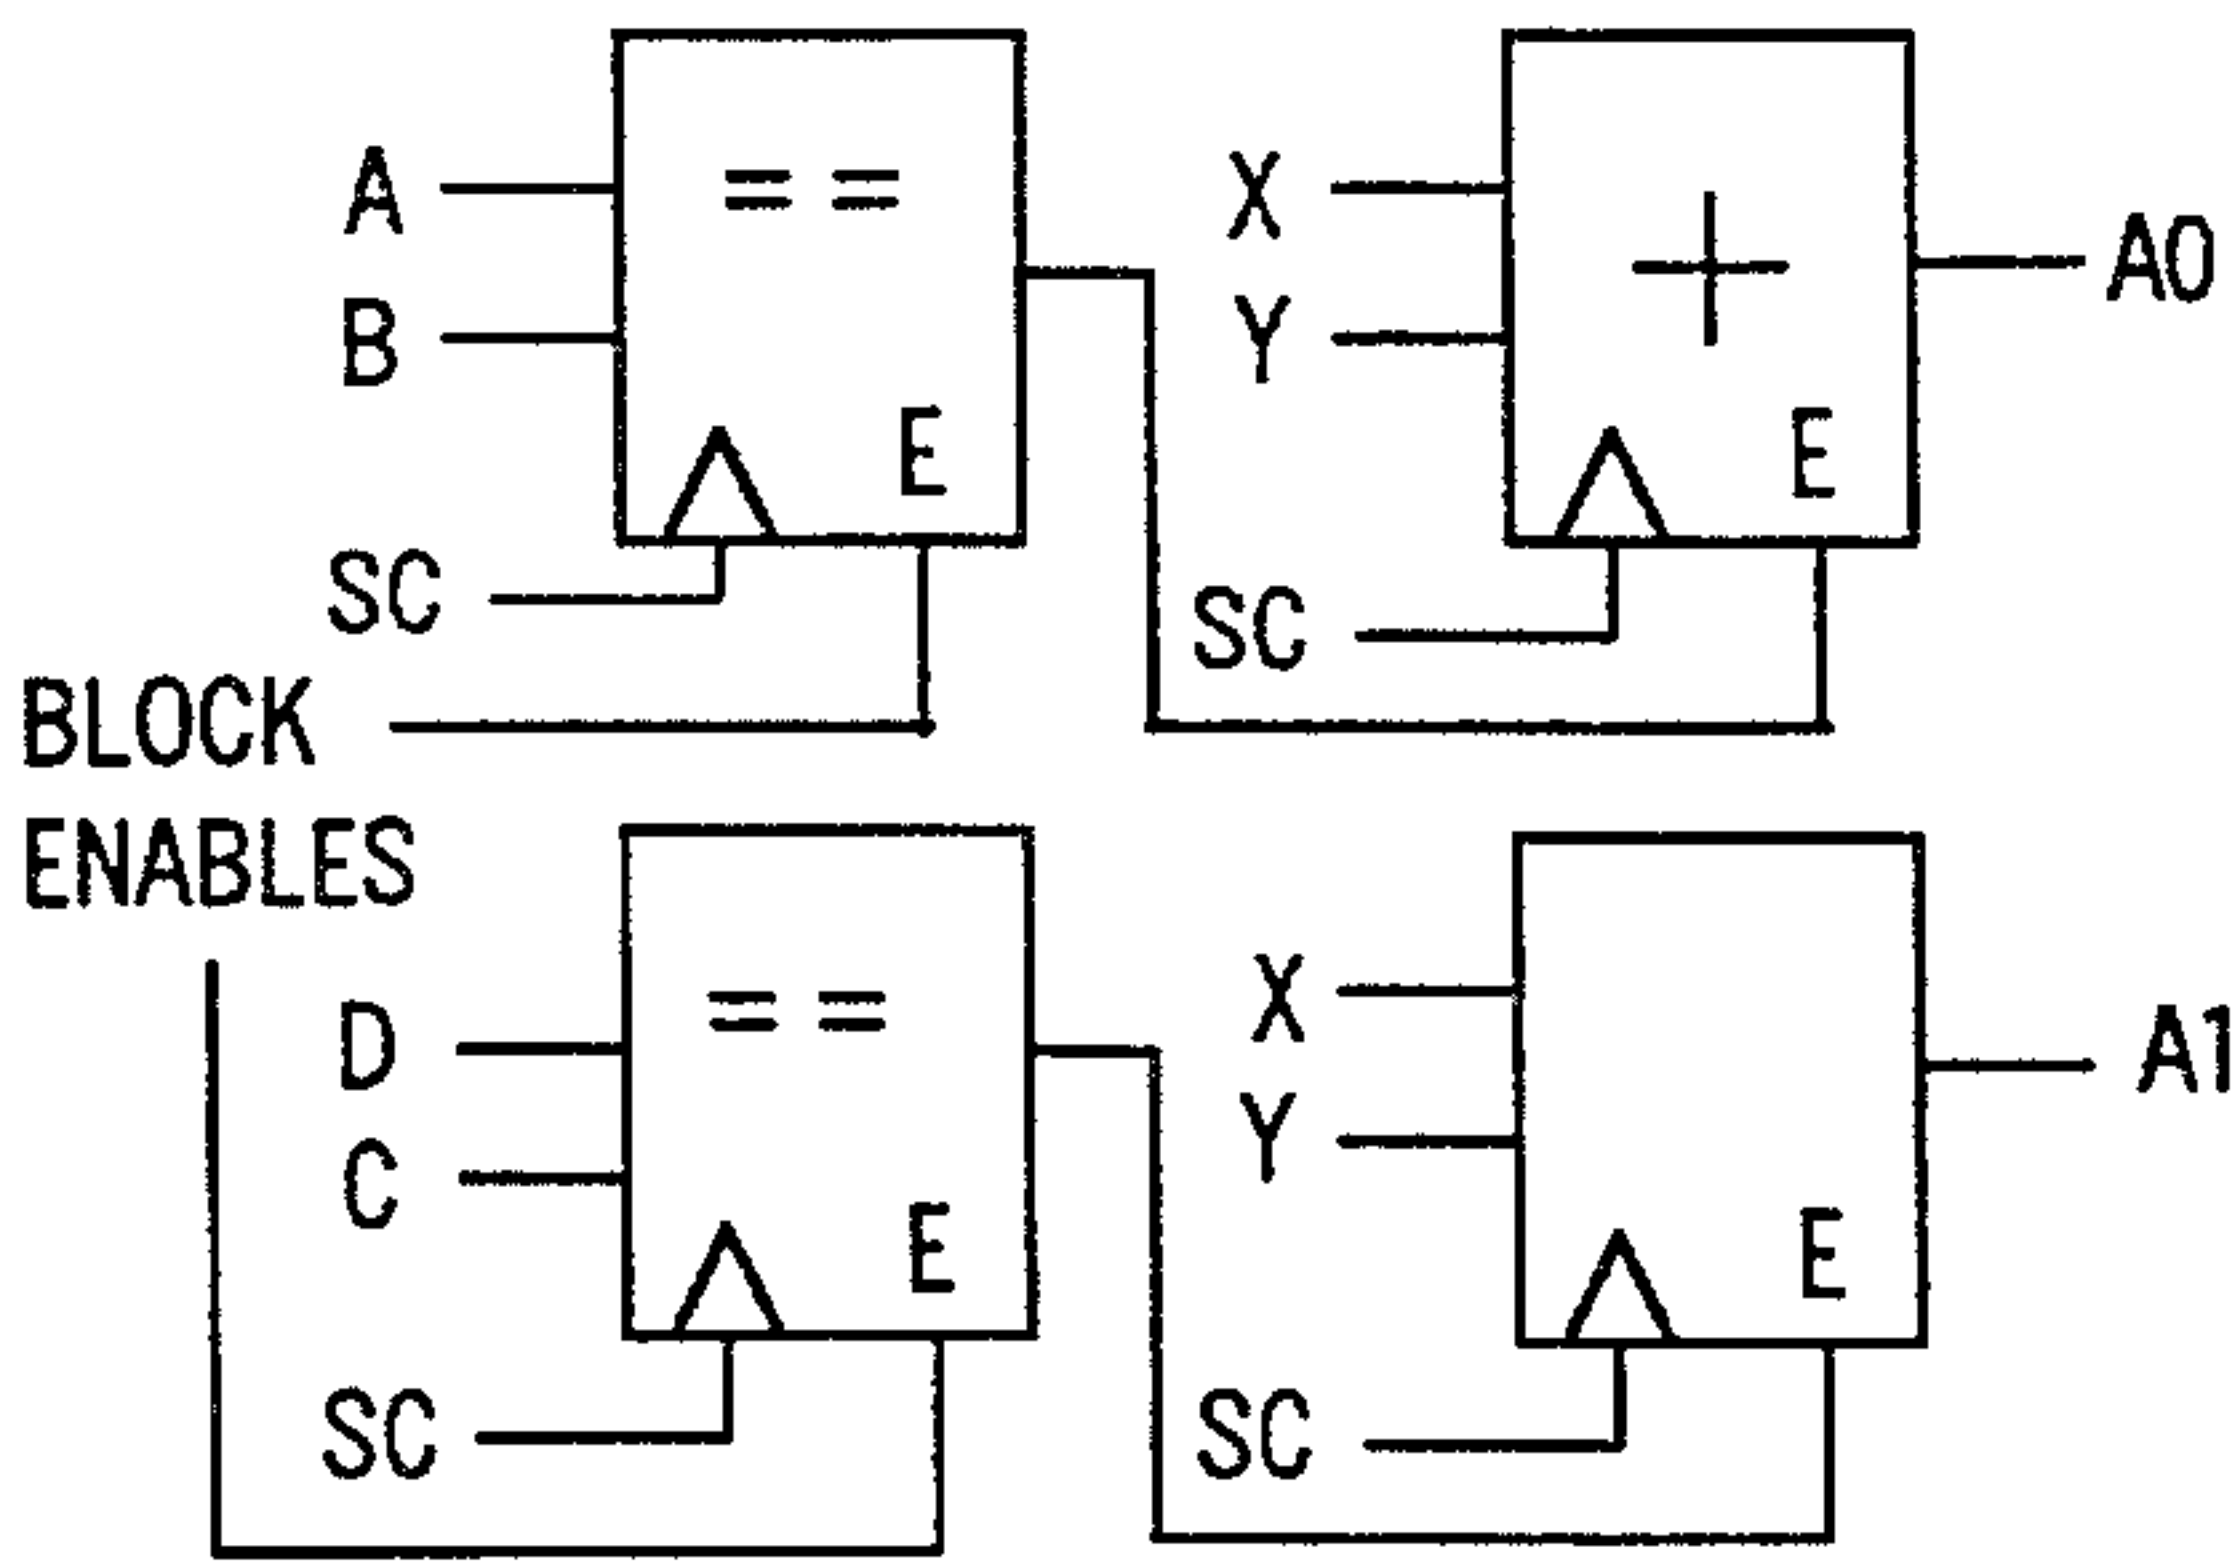 A
B
= =
E
SC
X
Y
+
E
SC
A0
BLOCK
ENABLES
D
C
= =
E
SC
X
Y
E
SC
A1